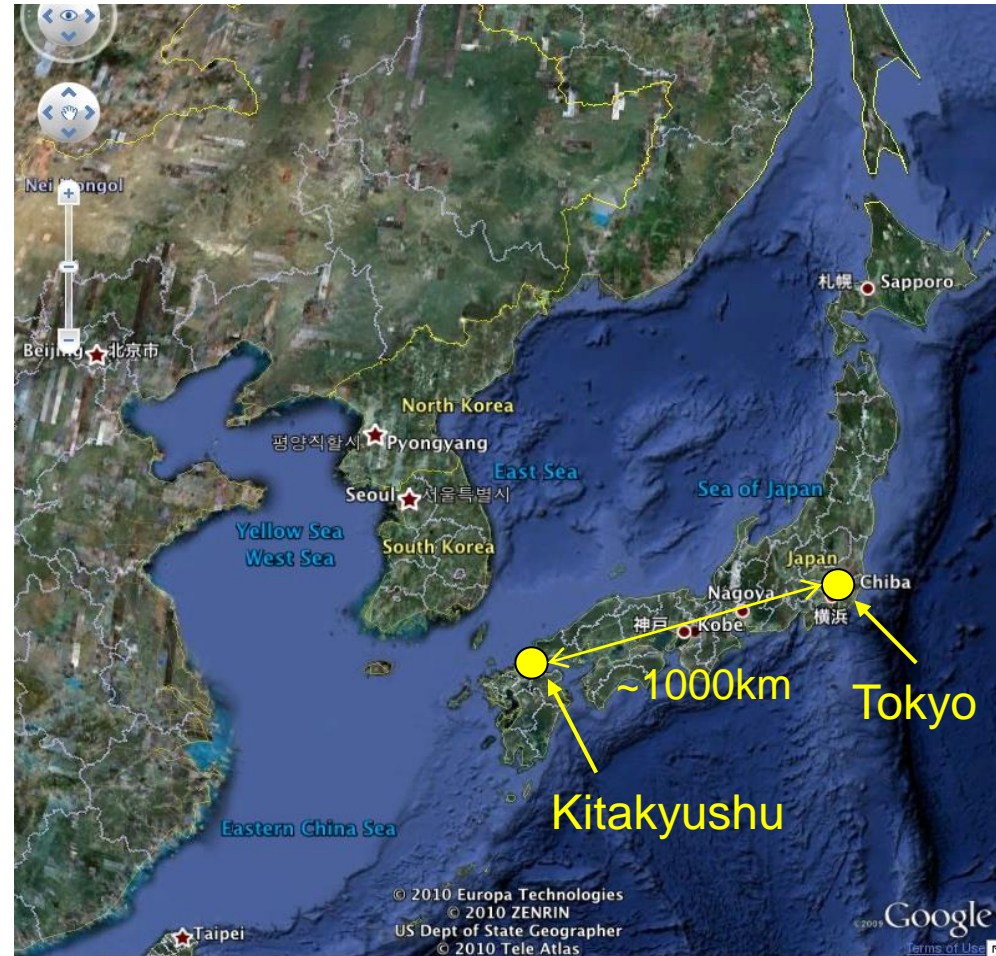 Nei Mongol
札幌 Sapporo
Beijing 北京市
North Korea
평양직할시 Pyongyang
East Sea
Seoul 서울특별시
Sea of Japan
Yellow Sea
West Sea
South Korea
Japan
Chiba
Nagoya
横浜
神戸 Kobe
~1000km
Tokyo
Kitakyushu
Eastern China Sea
© 2010 Europa Technologies
© 2010 ZENRIN
US Dept of State Geographer
© 2010 Tele Atlas
©2009 Google
Terms of Use
Taipei